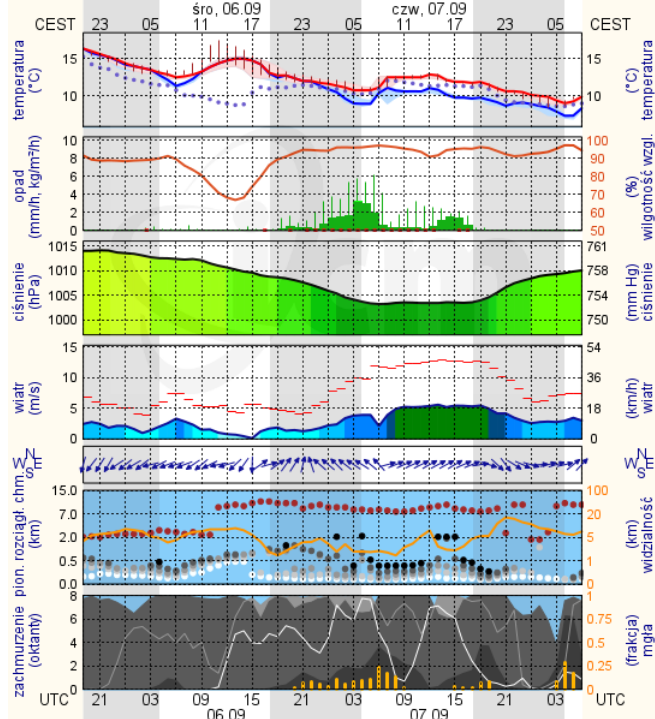 śro, 06.09 czw, 07.09
CEST 23 05 11 17 23 05 11 17 23 CEST
temperatura (°C) 15 10 15 10 temperatura (°C)
opad (mm/h, kg/m²/h) 10 8 6 4 2 0 100 90 80 70 60 50 (%) wilgotność wzgl.
ciśnienie (hPa) 1015 1010 1005 1000 761 758 754 750 (mm Hg) ciśnienie
wiatr m/s) 15 10 5 0 54 36 18 0 (km/h) wiatr
N W E S N W E S
pion. rozciągł. chm. (km) 15.0 7.0 2.0 0.5 0.0 100 20 5 1 0 (km) widzialność
zachmurzenie (oktanty) 8 6 4 2 0 1 0.75 0.5 0.25 0 (frakcja) mgła
UTC 21 03 09 15 21 03 09 15 21 03 UTC
06.09 07.09